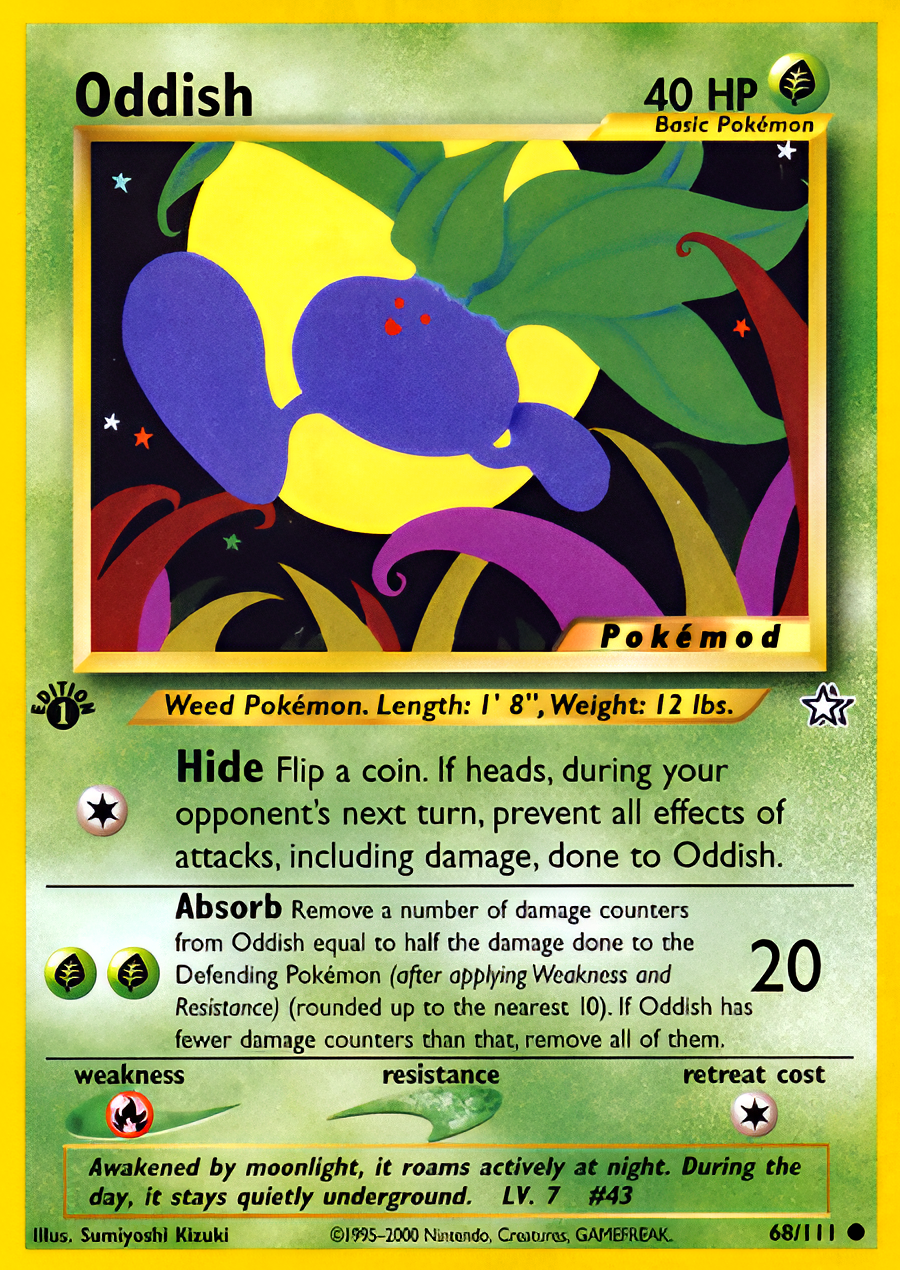 Oddish
40 HP
Basic Pokémon
Pokémod
EDITION
1
Weed Pokémon. Length: 1' 8", Weight: 12 lbs.
Hide Flip a coin. If heads, during your
opponent's next turn, prevent all effects of
attacks, including damage, done to Oddish.
Absorb Remove a number of damage counters
from Oddish equal to half the damage done to the
Defending Pokémon (after applying Weakness and
Resistance) (rounded up to the nearest 10). If Oddish has
fewer damage counters than that, remove all of them.
20
weakness
resistance
retreat cost
Awakened by moonlight, it roams actively at night. During the
day, it stays quietly underground. LV. 7 #43
Illus. Sumiyoshi Kizuki
©1995–2000 Nintendo, Creatures, GAMEFREAK.
68/111